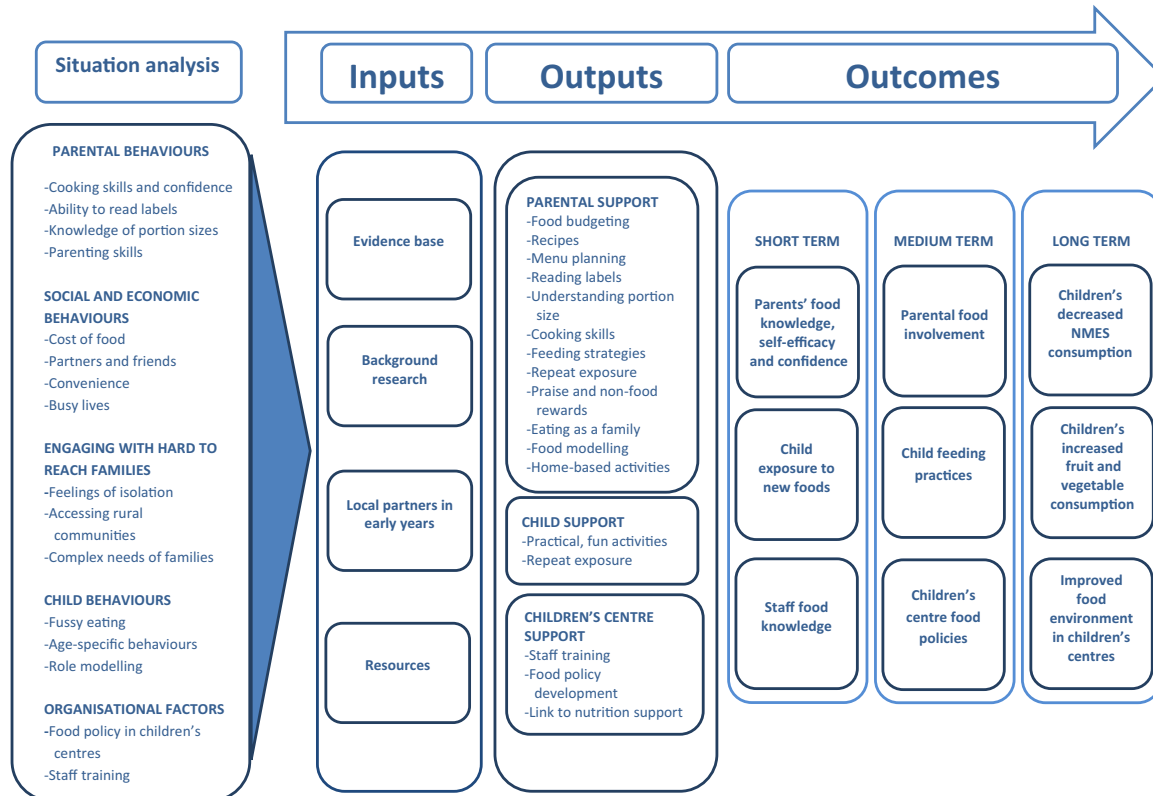 Situation analysis
Inputs
Outputs
Outcomes
PARENTAL BEHAVIOURS
-Cooking skills and confidence
-Ability to read labels
-Knowledge of portion sizes
-Parenting skills
SOCIAL AND ECONOMIC
BEHAVIOURS
-Cost of food
-Partners and friends
-Convenience
-Busy lives
ENGAGING WITH HARD TO
REACH FAMILIES
-Feelings of isolation
-Accessing rural
communities
-Complex needs of families
CHILD BEHAVIOURS
-Fussy eating
-Age-specific behaviours
-Role modelling
ORGANISATIONAL FACTORS
-Food policy in children's
centres
-Staff training
Evidence base
Background
research
Local partners in
early years
Resources
PARENTAL SUPPORT
-Food budgeting
-Recipes
-Menu planning
-Reading labels
-Understanding portion
size
-Cooking skills
-Feeding strategies
-Repeat exposure
-Praise and non-food
rewards
-Eating as a family
-Food modelling
-Home-based activities
CHILD SUPPORT
-Practical, fun activities
-Repeat exposure
CHILDREN'S CENTRE
SUPPORT
-Staff training
-Food policy
development
-Link to nutrition support
SHORT TERM
Parents' food
knowledge,
self-efficacy
and confidence
Child
exposure to
new foods
Staff food
knowledge
MEDIUM TERM
Parental food
involvement
Child feeding
practices
Children's
centre food
policies
LONG TERM
Children's
decreased
NMES
consumption
Children's
increased
fruit and
vegetable
consumption
Improved
food
environment
in children's
centres